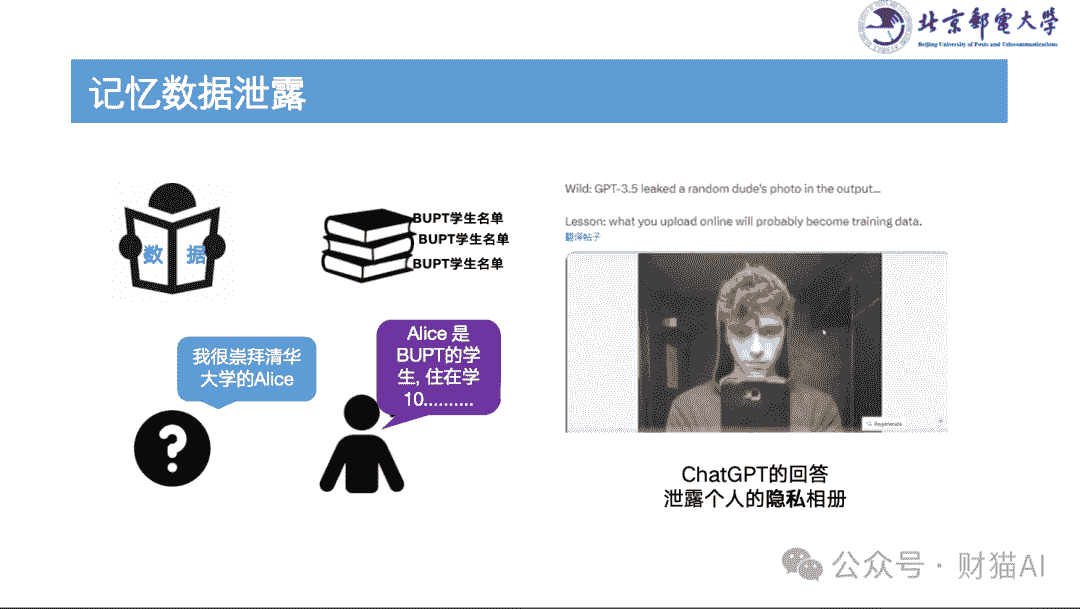 北京郵電大學
Beijing University of Posts and Telecommunications
记忆数据泄露
数 据
BUPT学生名单
BUPT学生名单
BUPT学生名单
我很崇拜清华
大学的Alice
Alice 是
BUPT的学
生, 住在学
10..........
Wild: GPT-3.5 leaked a random dude's photo in the output...
Lesson: what you upload online will probably become training data.
翻译帖子
Regenerate
ChatGPT的回答
泄露个人的隐私相册
公众号 · 财猫AI